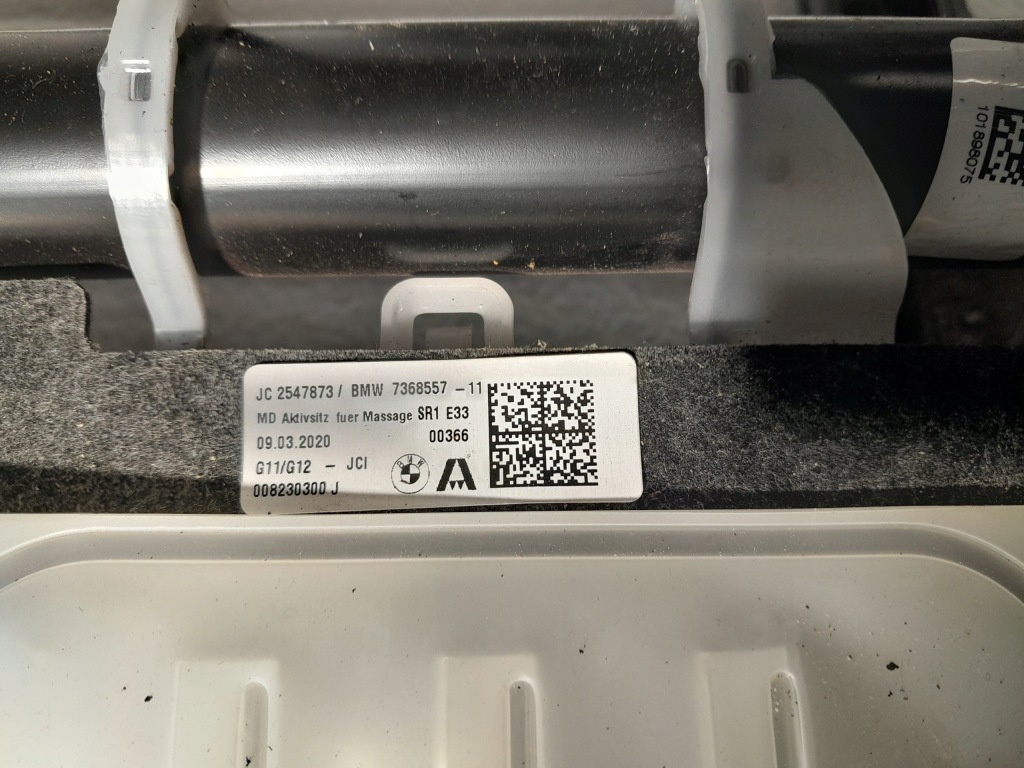 101898075
JC 2547873 / BMW 7368557 -11
MD Aktivsitz fuer Massage SR1 E33
09.03.2020 00366
G11/G12 - JCI BMW
008230300 J